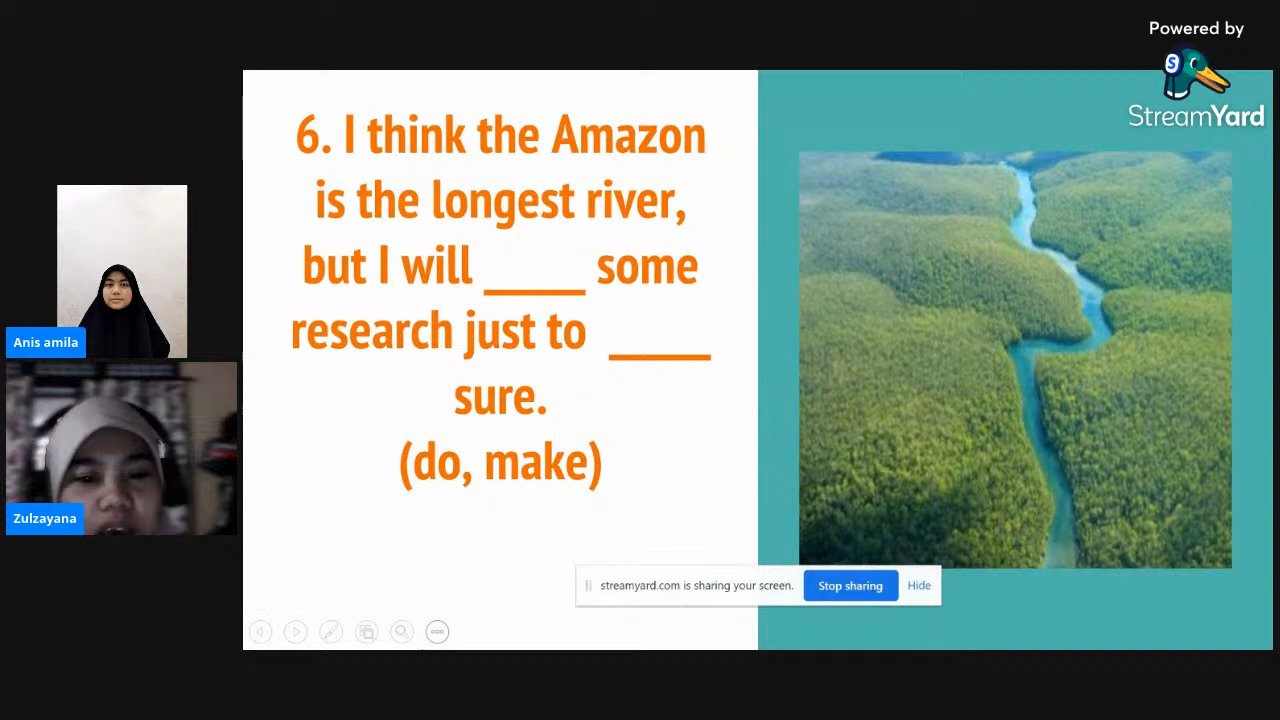 Powered by
StreamYard
6. I think the Amazon
is the longest river,
but I will _____ some
research just to _____
sure.
(do, make)
Anis amila
Zulzayana
streamyard.com is sharing your screen.
Stop sharing
Hide